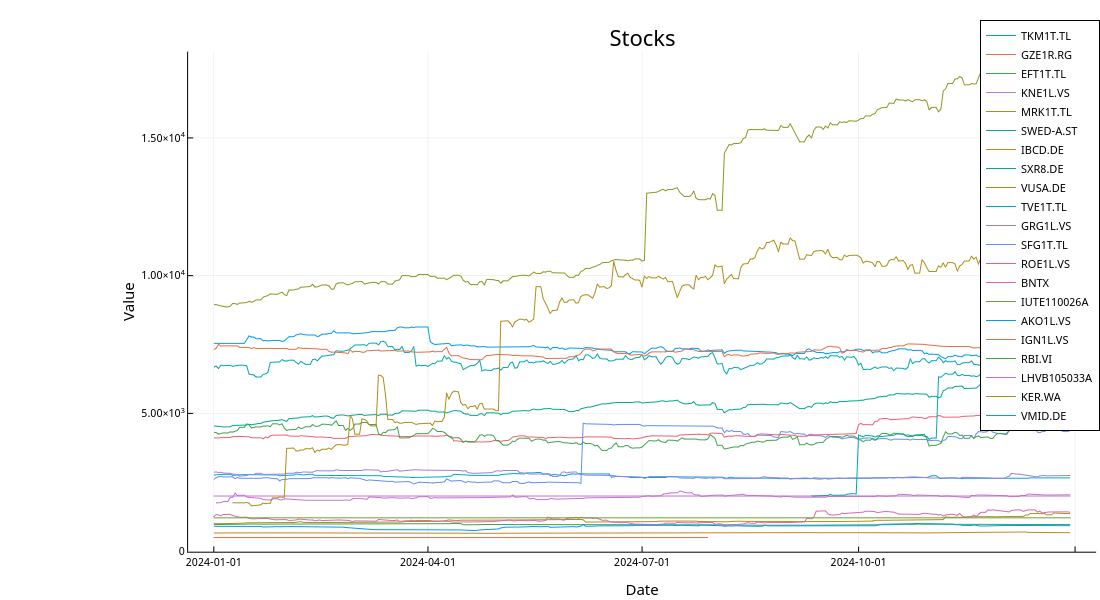 Stocks
TKM1T.TL
GZE1R.RG
EFT1T.TL
KNE1L.VS
MRK1T.TL
SWED-A.ST
IBCD.DE
SXR8.DE
VUSA.DE
TVE1T.TL
GRG1L.VS
SFG1T.TL
ROE1L.VS
BNTX
IUTE110026A
AKO1L.VS
IGN1L.VS
RBI.VI
LHVB105033A
KER.WA
VMID.DE
Value
1.50×10⁴
1.00×10⁴
5.00×10³
0
2024-01-01
2024-04-01
2024-07-01
2024-10-01
Date